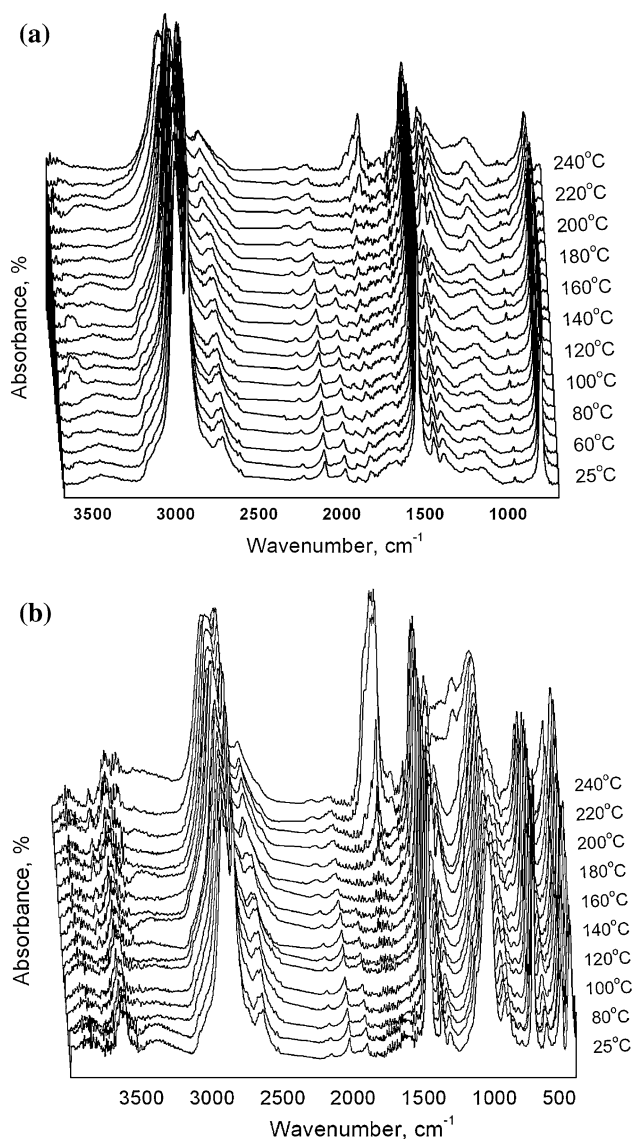 (a)
Absorbance, %
240°C
220°C
200°C
180°C
160°C
140°C
120°C
100°C
80°C
60°C
25°C
3500 3000 2500 2000 1500 1000
Wavenumber, cm⁻¹
(b)
Absorbance, %
240°C
220°C
200°C
180°C
160°C
140°C
120°C
100°C
80°C
25°C
3500 3000 2500 2000 1500 1000 500
Wavenumber, cm⁻¹